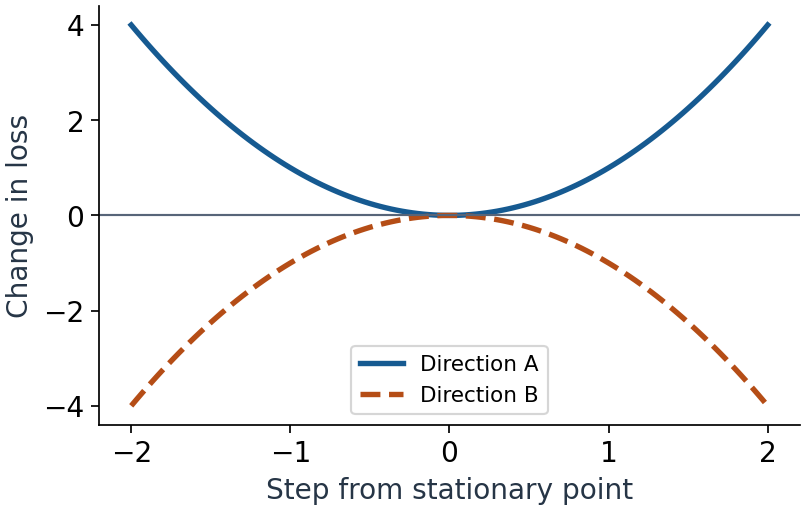 4
2
0
−2
−4
Change in loss
Direction A
Direction B
−2 −1 0 1 2
Step from stationary point